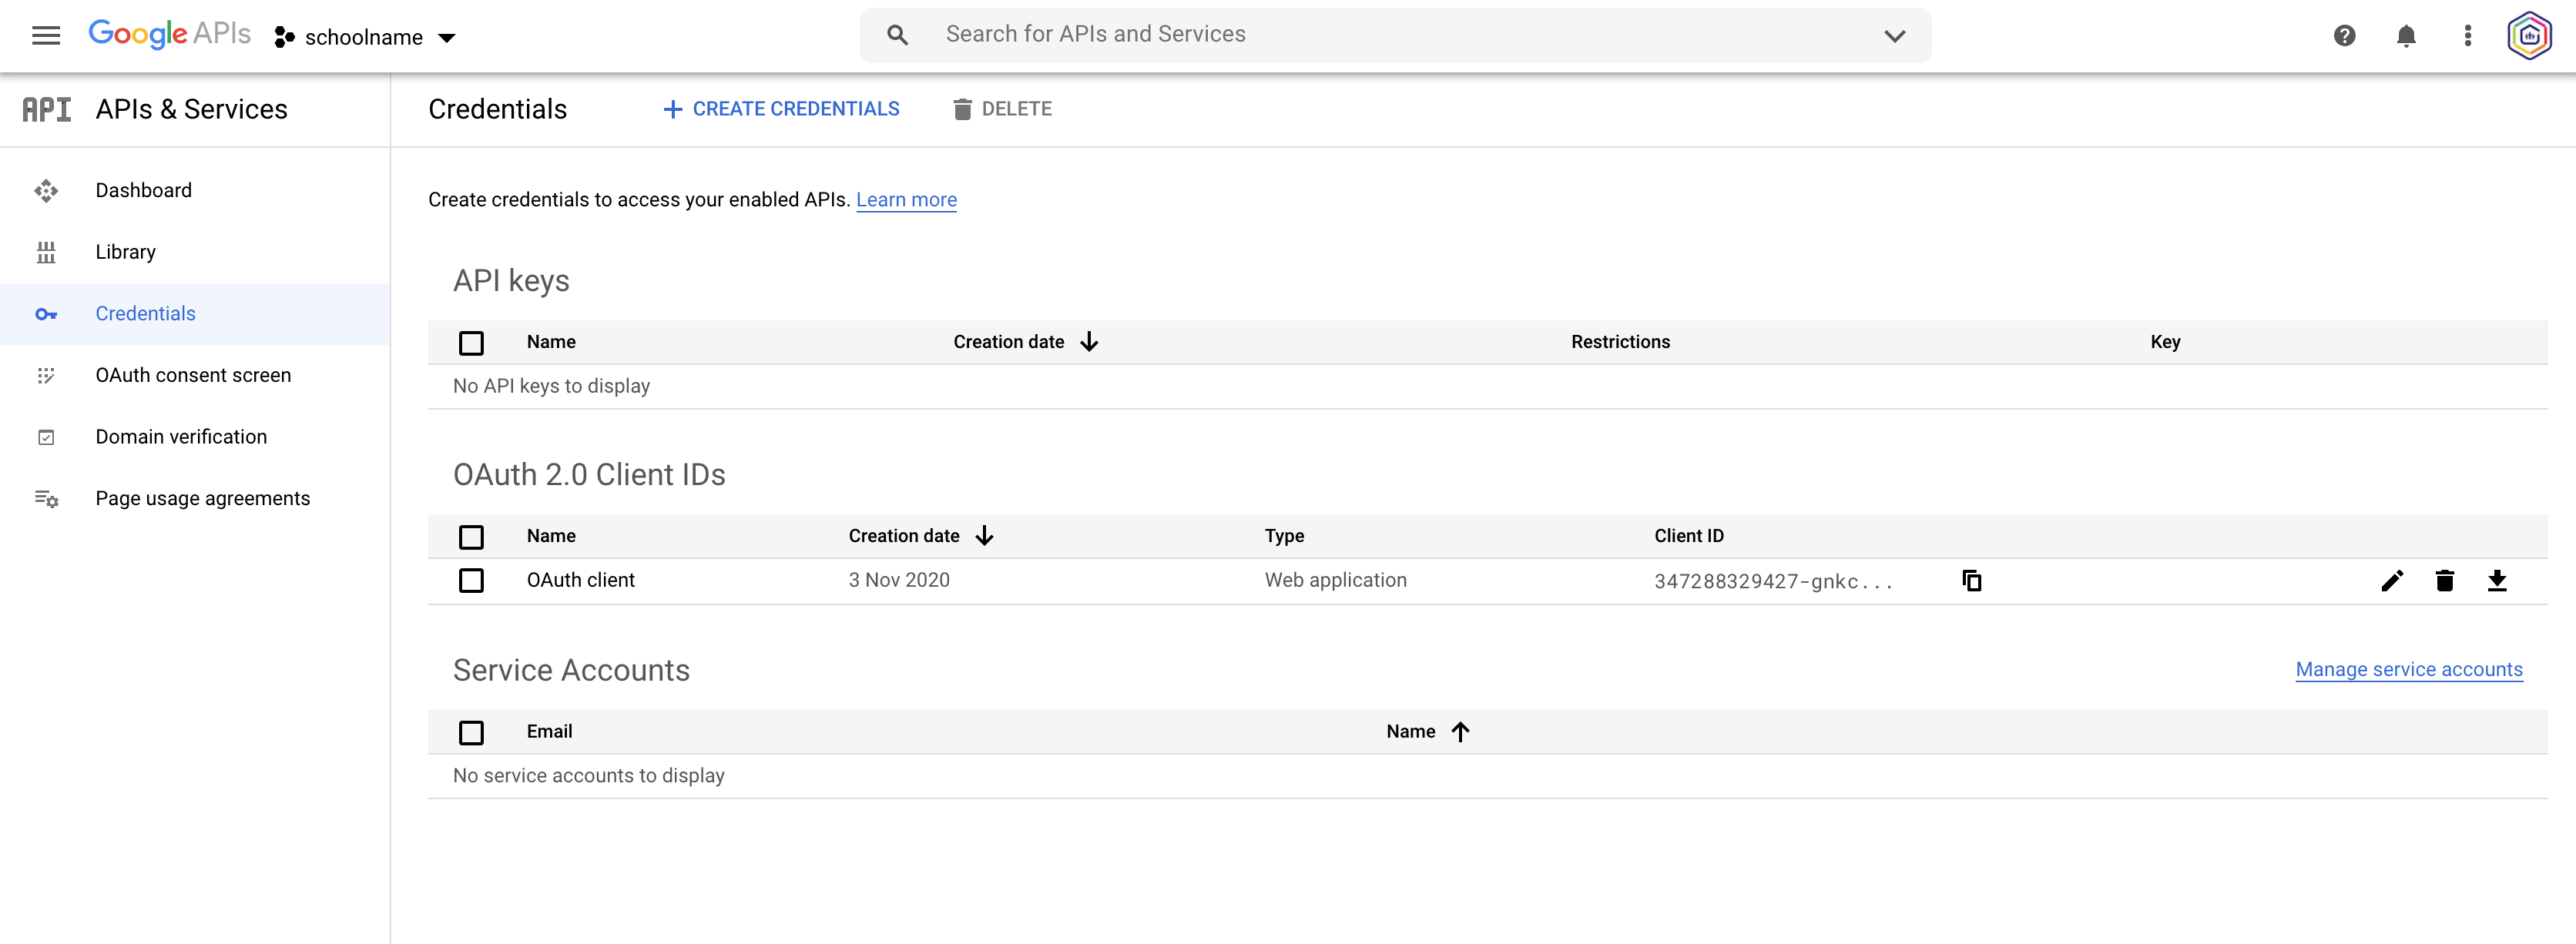 Google APIs
schoolname
Search for APIs and Services
API
APIs & Services
Credentials
CREATE CREDENTIALS
DELETE
Dashboard
Library
Credentials
OAuth consent screen
Domain verification
Page usage agreements
Create credentials to access your enabled APIs. Learn more
API keys
Name Creation date Restrictions Key
No API keys to display
OAuth 2.0 Client IDs
Name Creation date Type Client ID
OAuth client 3 Nov 2020 Web application 347288329427-gnkc...
Service Accounts
Manage service accounts
Email Name
No service accounts to display